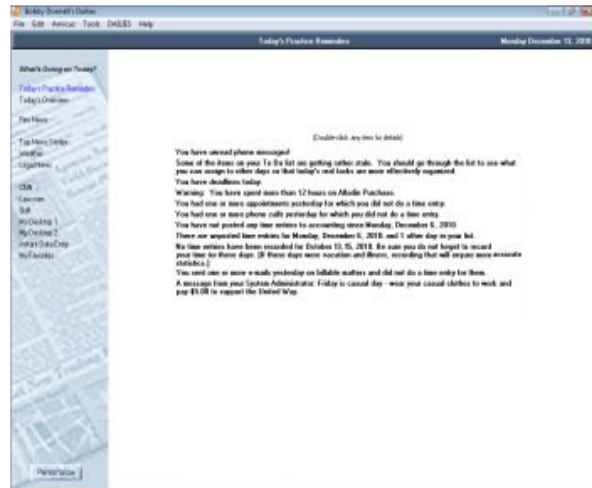 Bobby Donnell's Dailies
File Edit Amicus Tools DAILIES Help
Today's Practice Reminders
Monday December 13, 2010
What's Going on Today?
Today's Practice Reminders
Today's Overview
Firm News
Top News Stories
Weather
Legal News
CNN
My Desktop 1
My Desktop 2
Instant Data Entry
My Favorites
Personalize
(Double-click any item for details)
You have unread phone messages!
Some of the items on your To Do list are getting rather stale. You should go through the list to see what
you can assign to other days so that today's real tasks are more effectively organized.
You have deadlines today.
Warning: You have spent more than 12 hours on Alladin Purchase.
You had one or more appointments yesterday for which you did not do a time entry.
You had one or more phone calls yesterday for which you did not do a time entry.
You have not posted any time entries to accounting since Monday, December 6, 2010.
There are unposted time entries for Monday, December 6, 2010. and 1 other day in your list.
No time entries have been recorded for October 13, 15, 2010. Be sure you do not forget to record
your time for these days. (If these days were vacation and illness, recording that will ensure more accurate
statistics.)
You sent one or more e-mails yesterday on billable matters and did not do a time entry for them.
A message from your System Administrator: Friday is casual day - wear your casual clothes to work and
pay $5.00 to support the United Way.